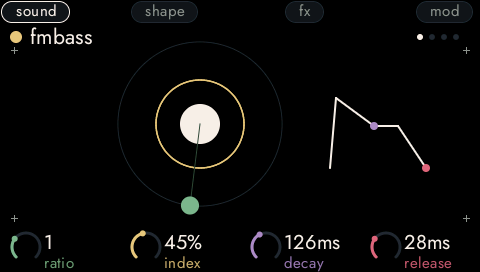 sound shape fx mod
fmbass
1 45% 126ms 28ms
ratio index decay release